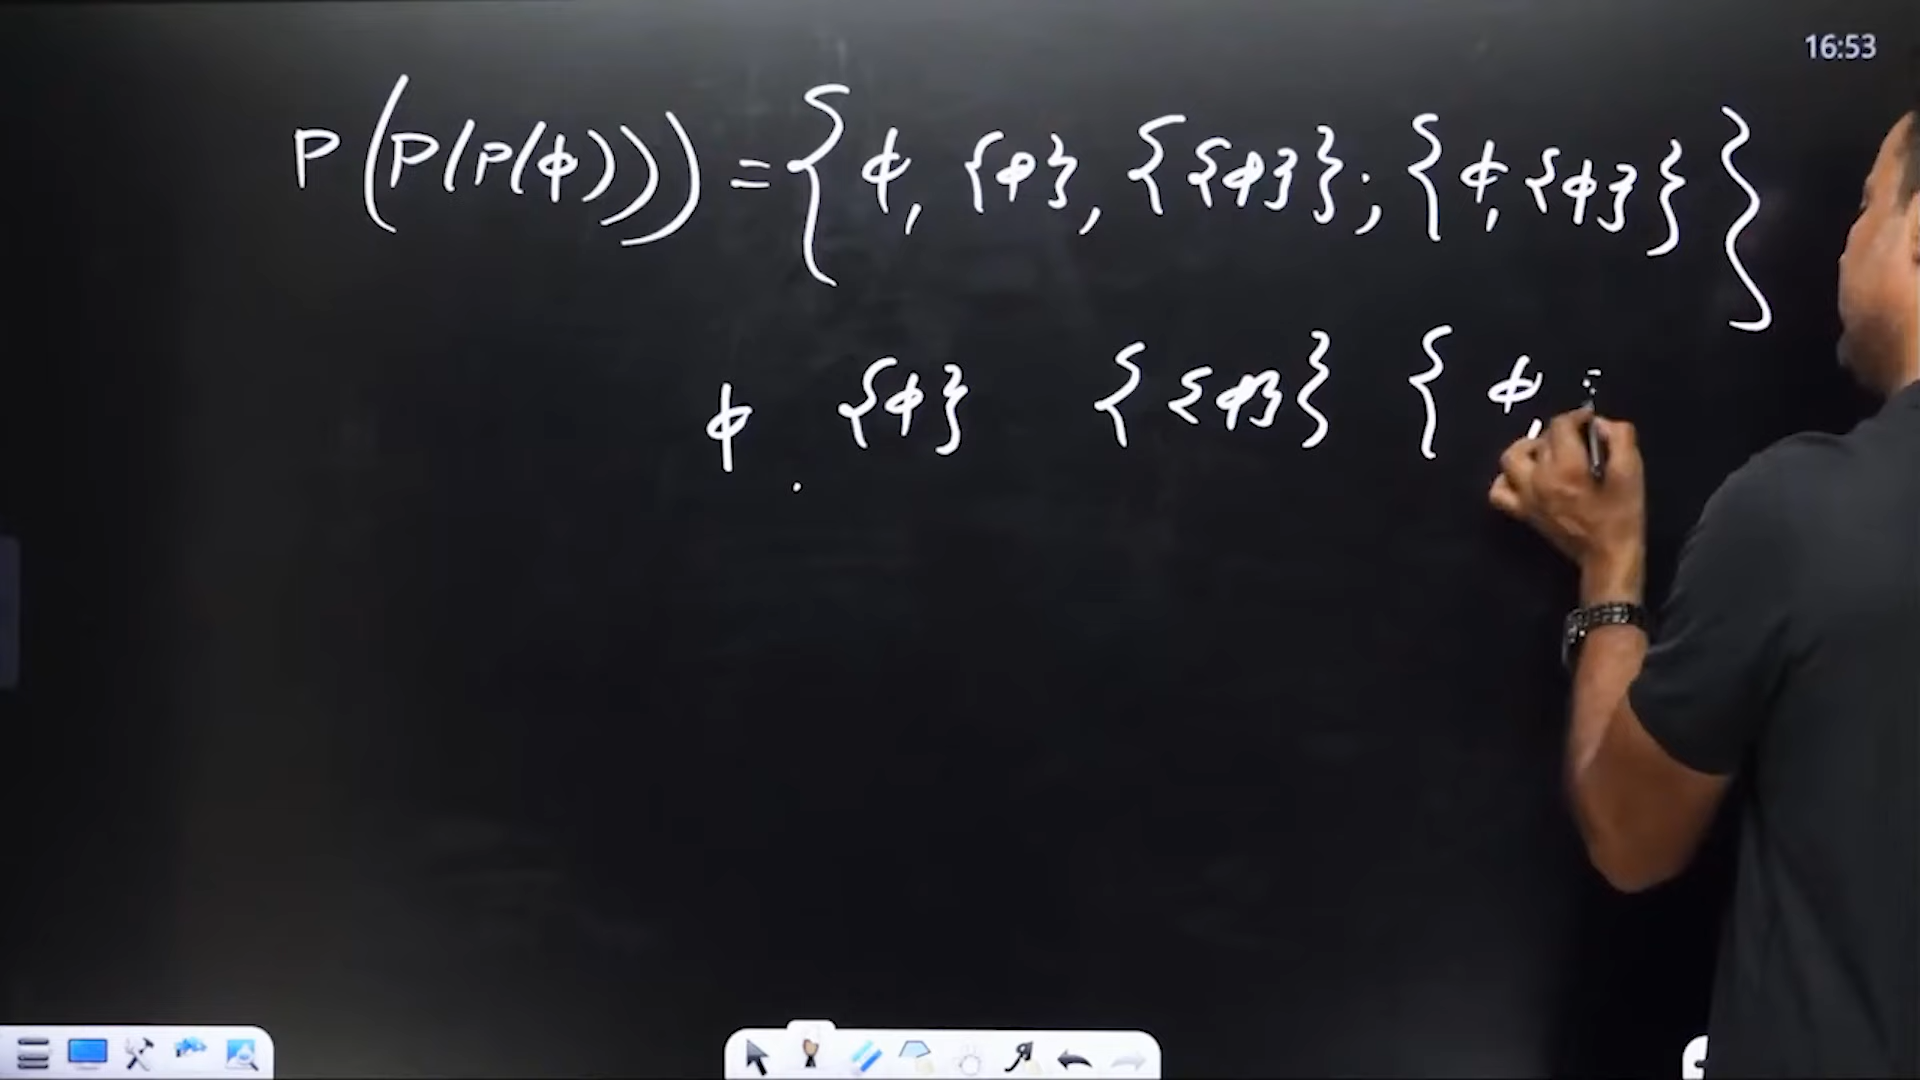 16:53
P(P(P(ϕ))) = {ϕ, {ϕ}, {{ϕ}}; {ϕ, {ϕ}}}
ϕ . {ϕ} {{ϕ}} {ϕ,